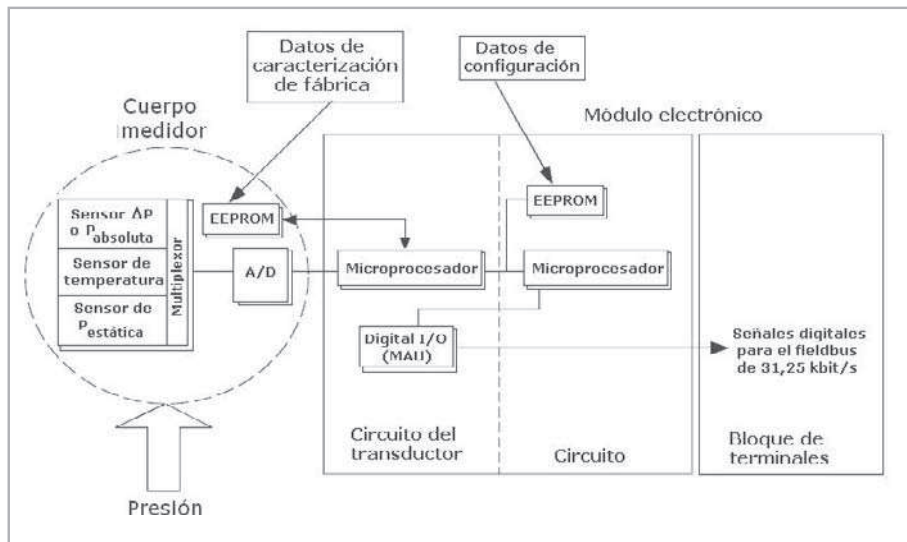 Datos de
caracterización
de fábrica
Datos de
configuración
Cuerpo
medidor
Módulo electrónico
Sensor ΔP
o Pabsoluta
Sensor de
temperatura
Sensor de
Pestática
Multiplexor
EEPROM
A/D
Microprocesador
EEPROM
Microprocesador
Digital I/O
(MAU)
Señales digitales
para el fieldbus
de 31,25 kbit/s
Circuito del
transductor
Circuito
Bloque de
terminales
Presión